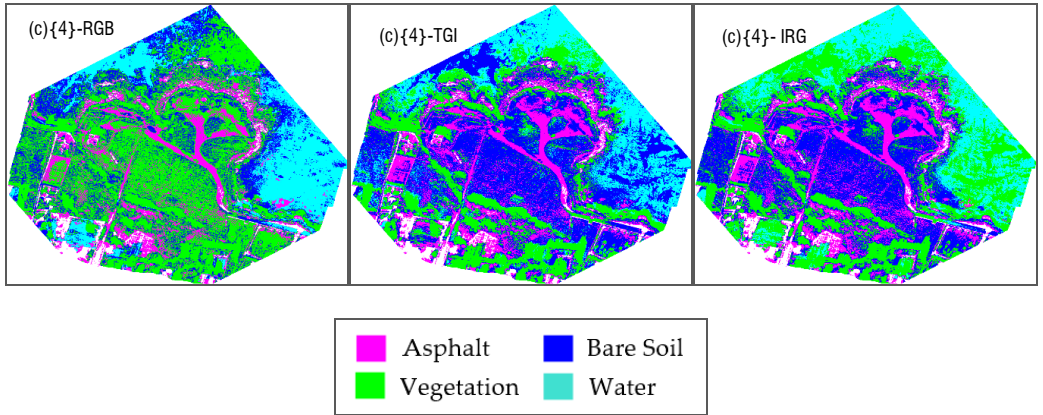 (c){4}-RGB
(c){4}-TGI
(c){4}- IRG
Asphalt
Bare Soil
Vegetation
Water